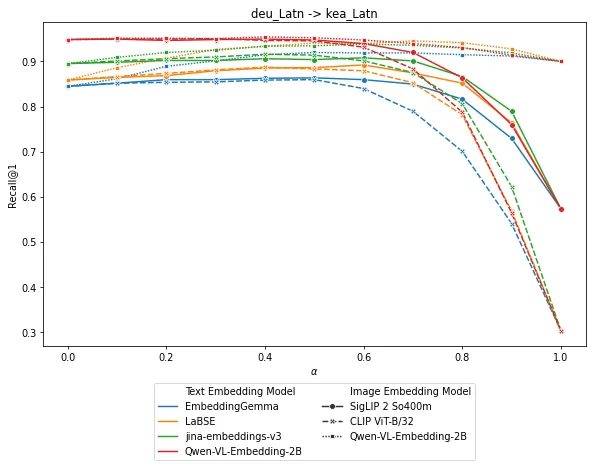 deu_Latn -> kea_Latn
Recall@1
0.9
0.8
0.7
0.6
0.5
0.4
0.3
0.0
0.2
0.4
0.6
0.8
1.0
α
Text Embedding Model
EmbeddingGemma
LaBSE
jina-embeddings-v3
Qwen-VL-Embedding-2B
Image Embedding Model
SigLIP 2 So400m
CLIP ViT-B/32
Qwen-VL-Embedding-2B